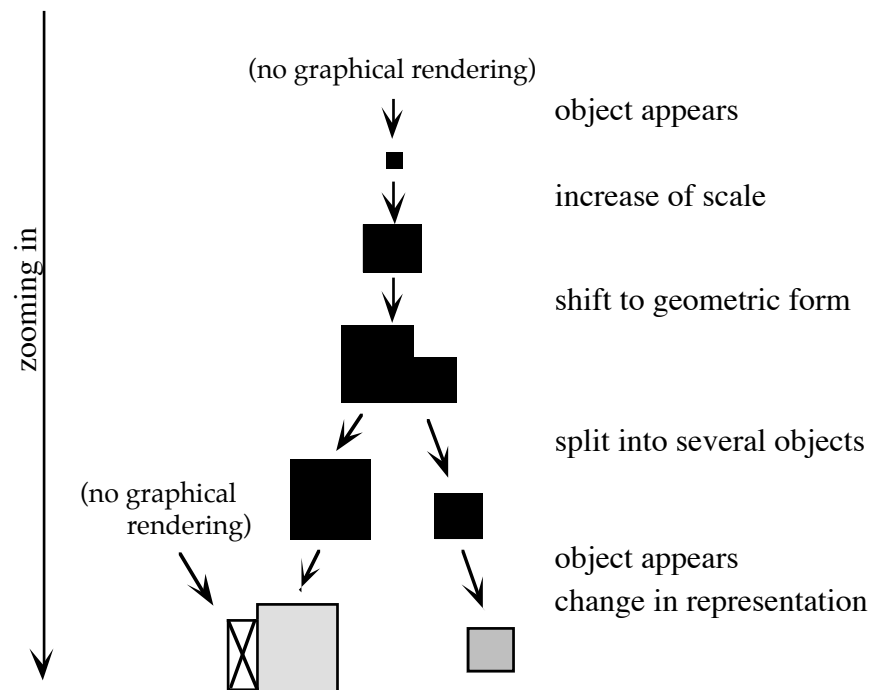 (no graphical rendering)
object appears
increase of scale
zooming in
shift to geometric form
split into several objects
(no graphical
rendering)
object appears
change in representation